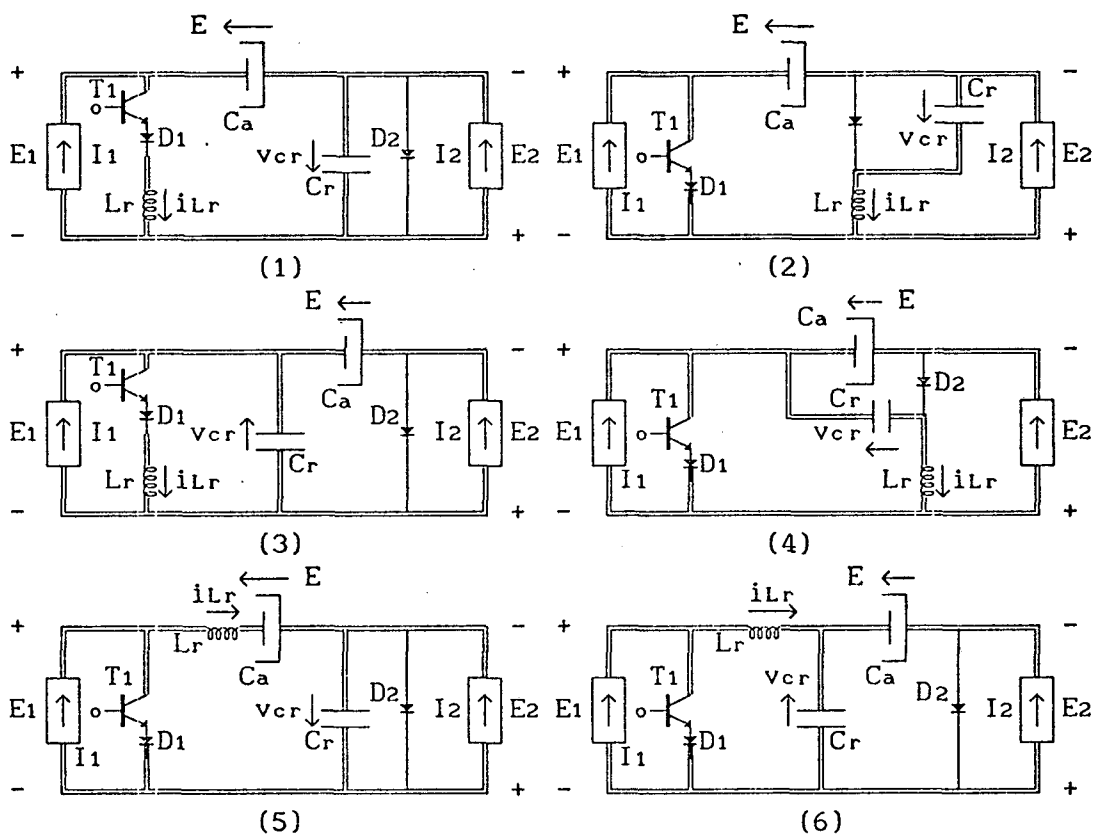 E
Ca
+
-
T1
D1
E1
I1
Lr
iLr
vcr
Cr
D2
I2
E2
-
+
(1)
E
Ca
+
-
T1
D1
E1
I1
Cr
vcr
Lr
iLr
I2
E2
-
+
(2)
E
Ca
+
-
T1
D1
E1
I1
Lr
iLr
vcr
Cr
D2
I2
E2
-
+
(3)
E
Ca
+
-
T1
D1
E1
I1
D2
Cr
vcr
Lr
iLr
I2
E2
-
+
(4)
E
iLr
Lr
Ca
+
-
T1
D1
E1
I1
vcr
Cr
D2
I2
E2
-
+
(5)
E
iLr
Lr
Ca
+
-
T1
D1
E1
I1
vcr
Cr
D2
I2
E2
-
+
(6)